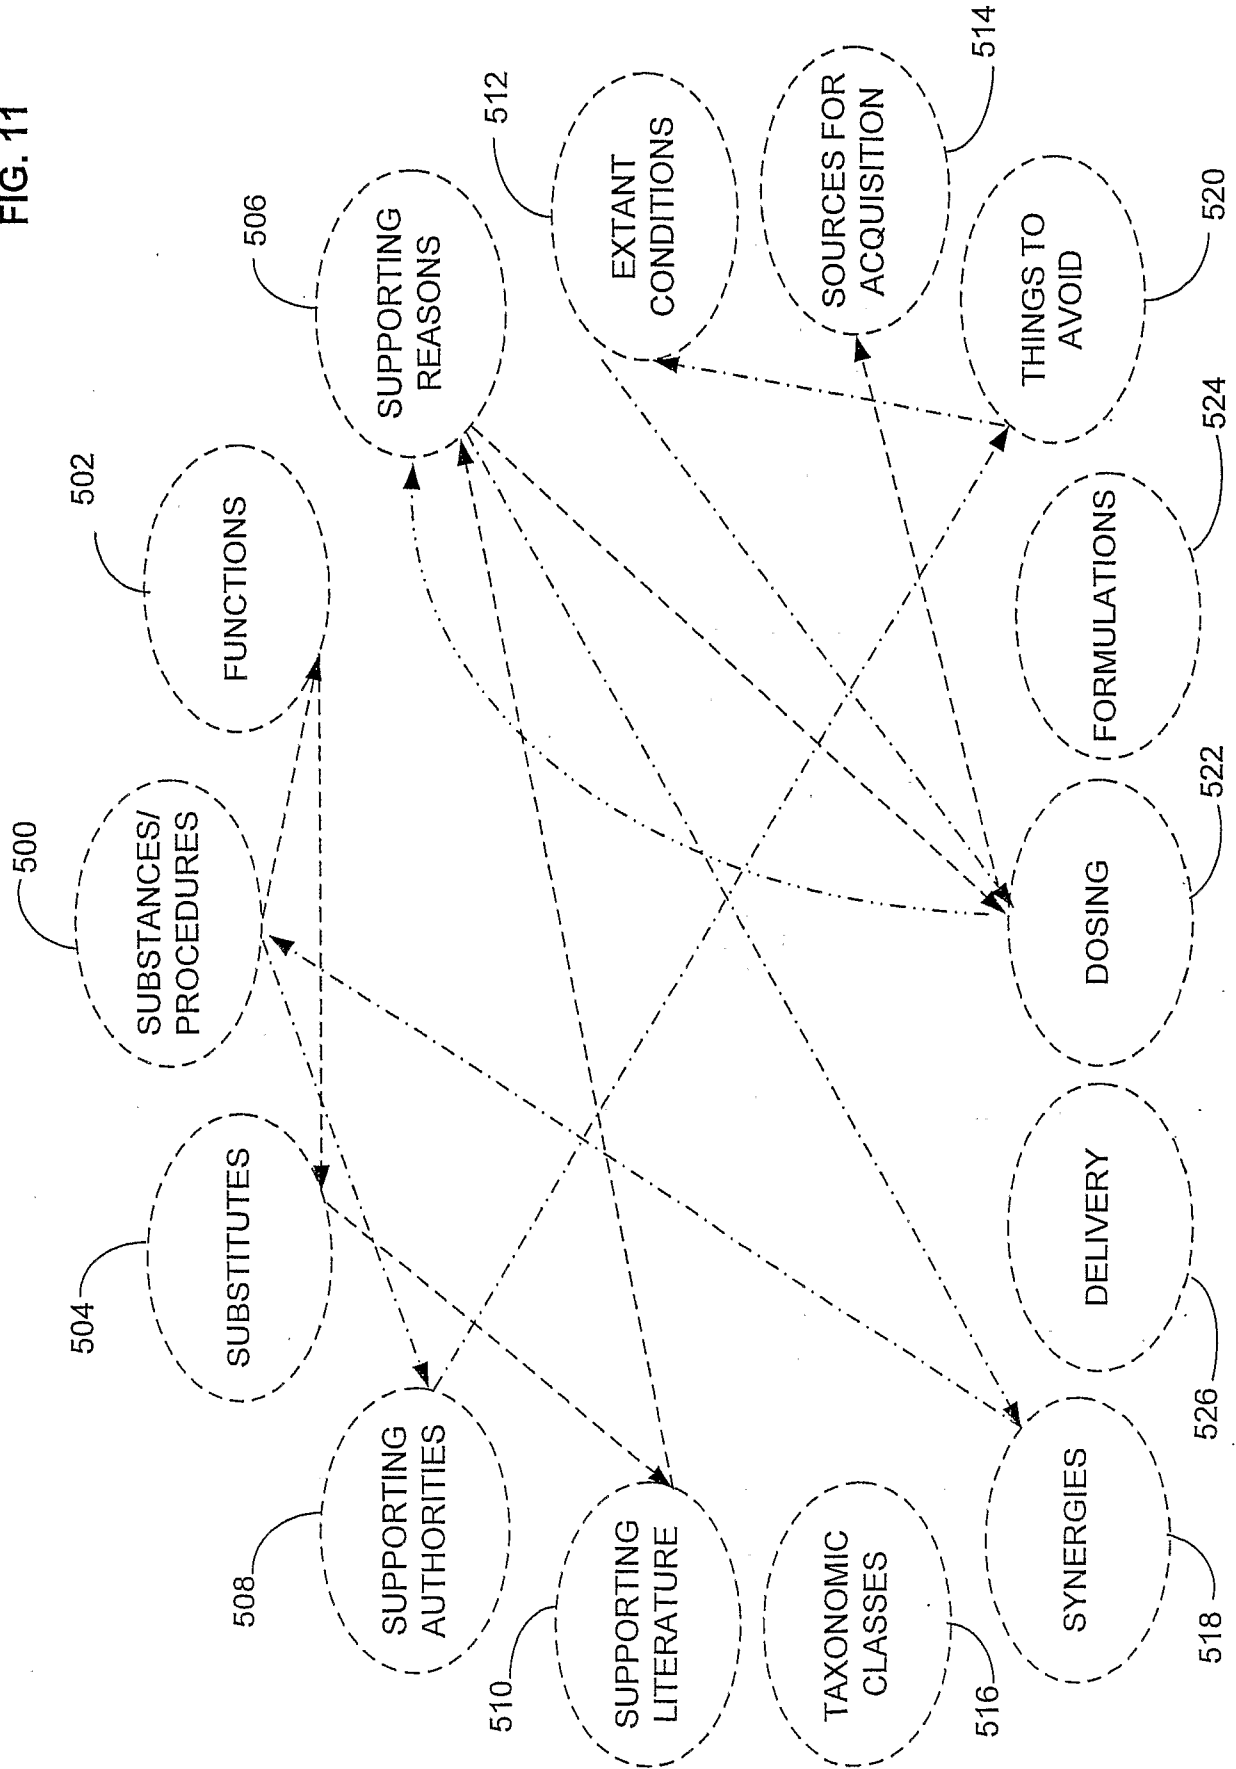 FIG. 11
500
SUBSTANCES/
PROCEDURES
502
FUNCTIONS
504
SUBSTITUTES
506
SUPPORTING
REASONS
508
SUPPORTING
AUTHORITIES
510
SUPPORTING
LITERATURE
512
EXTANT
CONDITIONS
514
SOURCES FOR
ACQUISITION
516
TAXONOMIC
CLASSES
518
SYNERGIES
520
THINGS TO
AVOID
522
DOSING
524
FORMULATIONS
526
DELIVERY